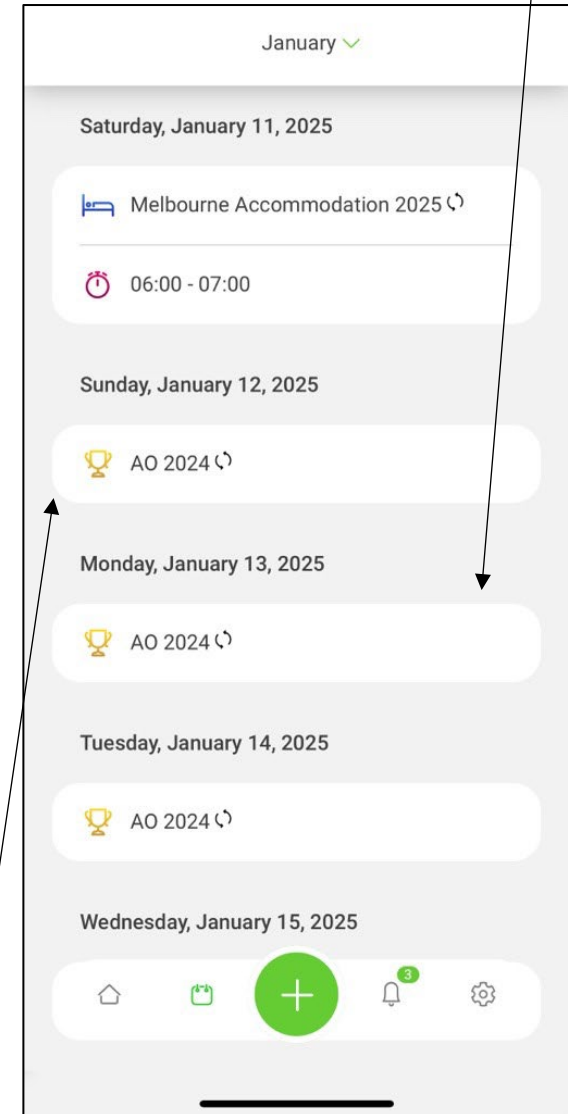 January
Saturday, January 11, 2025
Melbourne Accommodation 2025
06:00 - 07:00
Sunday, January 12, 2025
AO 2024
Monday, January 13, 2025
AO 2024
Tuesday, January 14, 2025
AO 2024
Wednesday, January 15, 2025
3